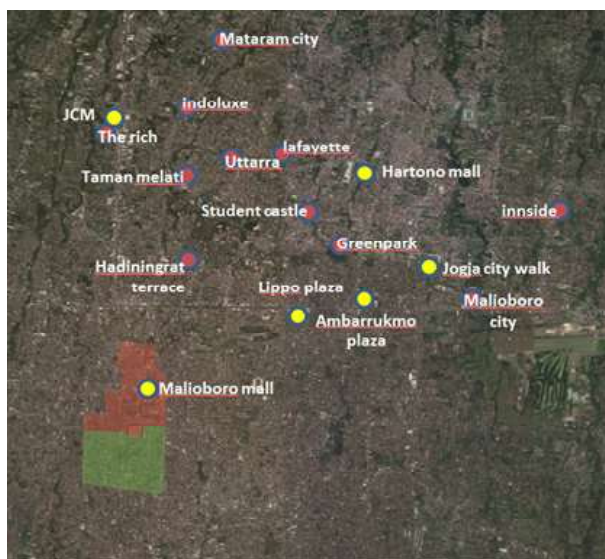 Mataram city
indoluxe
JCM
The rich
lafayette
Uttarra
Taman melati
Hartono mall
Student castle
innside
Greenpark
Hadiningrat
terrace
Jogja city walk
Lippo plaza
Malioboro
city
Ambarrukmo
plaza
Malioboro mall